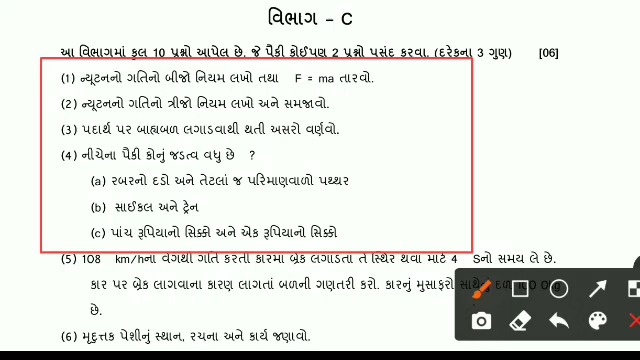 વિભાગ - C
આ વિભાગમાં કુલ 10 પ્રશ્નો આપેલ છે. જે પૈકી કોઈપણ 2 પ્રશ્નો પસંદ કરવા. (દરેકના 3 ગુણ) [06]
(1) ન્યૂટનનો ગતિનો બીજો નિયમ લખો તથા F = ma તારવો.
(2) ન્યૂટનનો ગતિનો ત્રીજો નિયમ લખો અને સમજાવો.
(3) પદાર્થ પર બાહ્યબળ લગાડવાથી થતી અસરો વર્ણવો.
(4) નીચેના પૈકી કોનું જડત્વ વધુ છે ?
(a) રબરનો દડો અને તેટલાં જ પરિમાણવાળો પથ્થર
(b) સાઈકલ અને ટ્રેન
(c) પાંચ રૂપિયાનો સિક્કો અને એક રૂપિયાનો સિક્કો
(5) 108 km/hના વેગથી ગતિ કરતી કારમાં બ્રેક લગાડતા તે સ્થિર થવા માટે 4 Sનો સમય લે છે.
કાર પર બ્રેક લાગવાના કારણ લાગતાં બળની ગણતરી કરો. કારનું મુસાફરો
છે.
(6) મૃદુત્તક પેશીનું સ્થાન, રચના અને કાર્ય જણાવો.